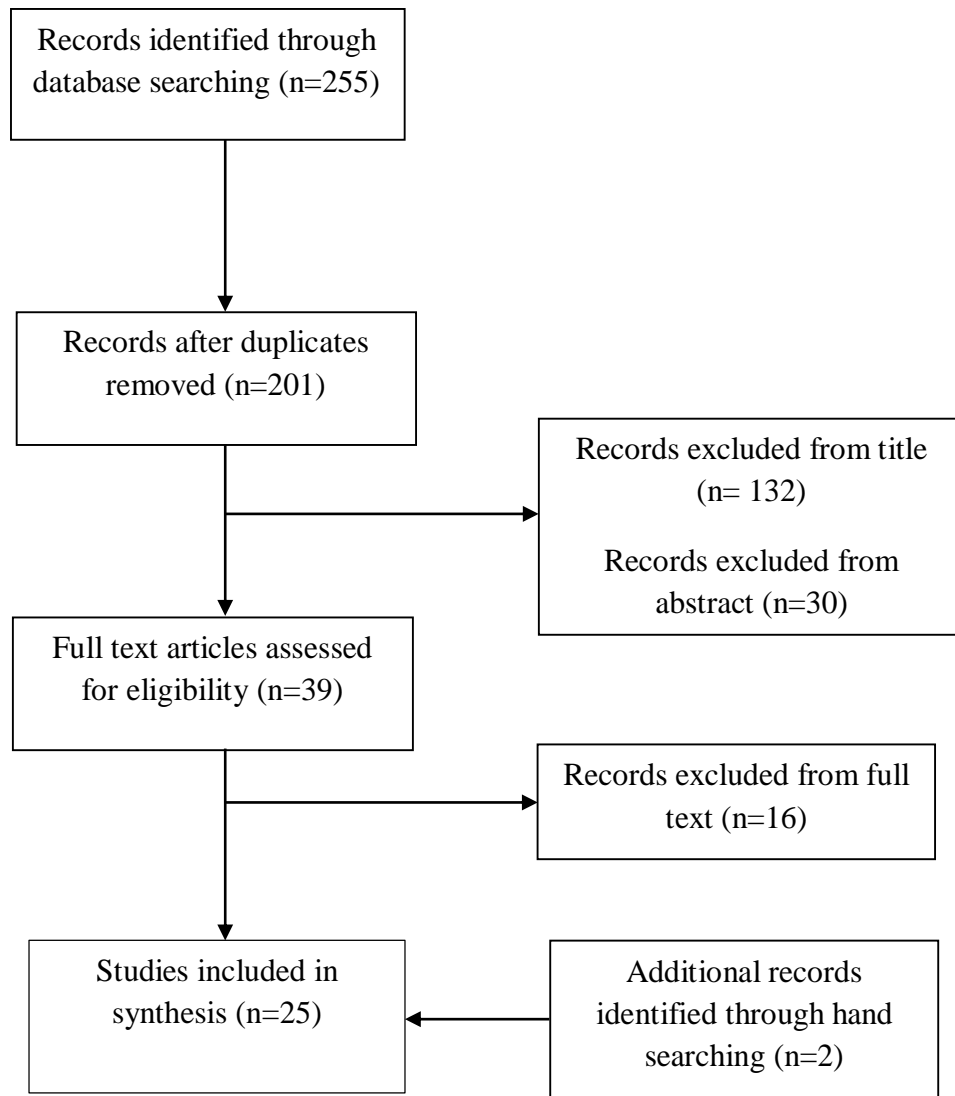 Records identified through
database searching (n=255)
Records after duplicates
removed (n=201)
Records excluded from title
(n= 132)
Records excluded from
abstract (n=30)
Full text articles assessed
for eligibility (n=39)
Records excluded from full
text (n=16)
Studies included in
synthesis (n=25)
Additional records
identified through hand
searching (n=2)